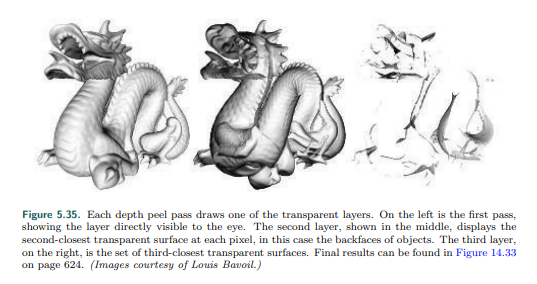 Figure 5.35. Each depth peel pass draws one of the transparent layers. On the left is the first pass,
showing the layer directly visible to the eye. The second layer, shown in the middle, displays the
second-closest transparent surface at each pixel, in this case the backfaces of objects. The third layer,
on the right, is the set of third-closest transparent surfaces. Final results can be found in Figure 14.33
on page 624. (Images courtesy of Louis Bavoil.)